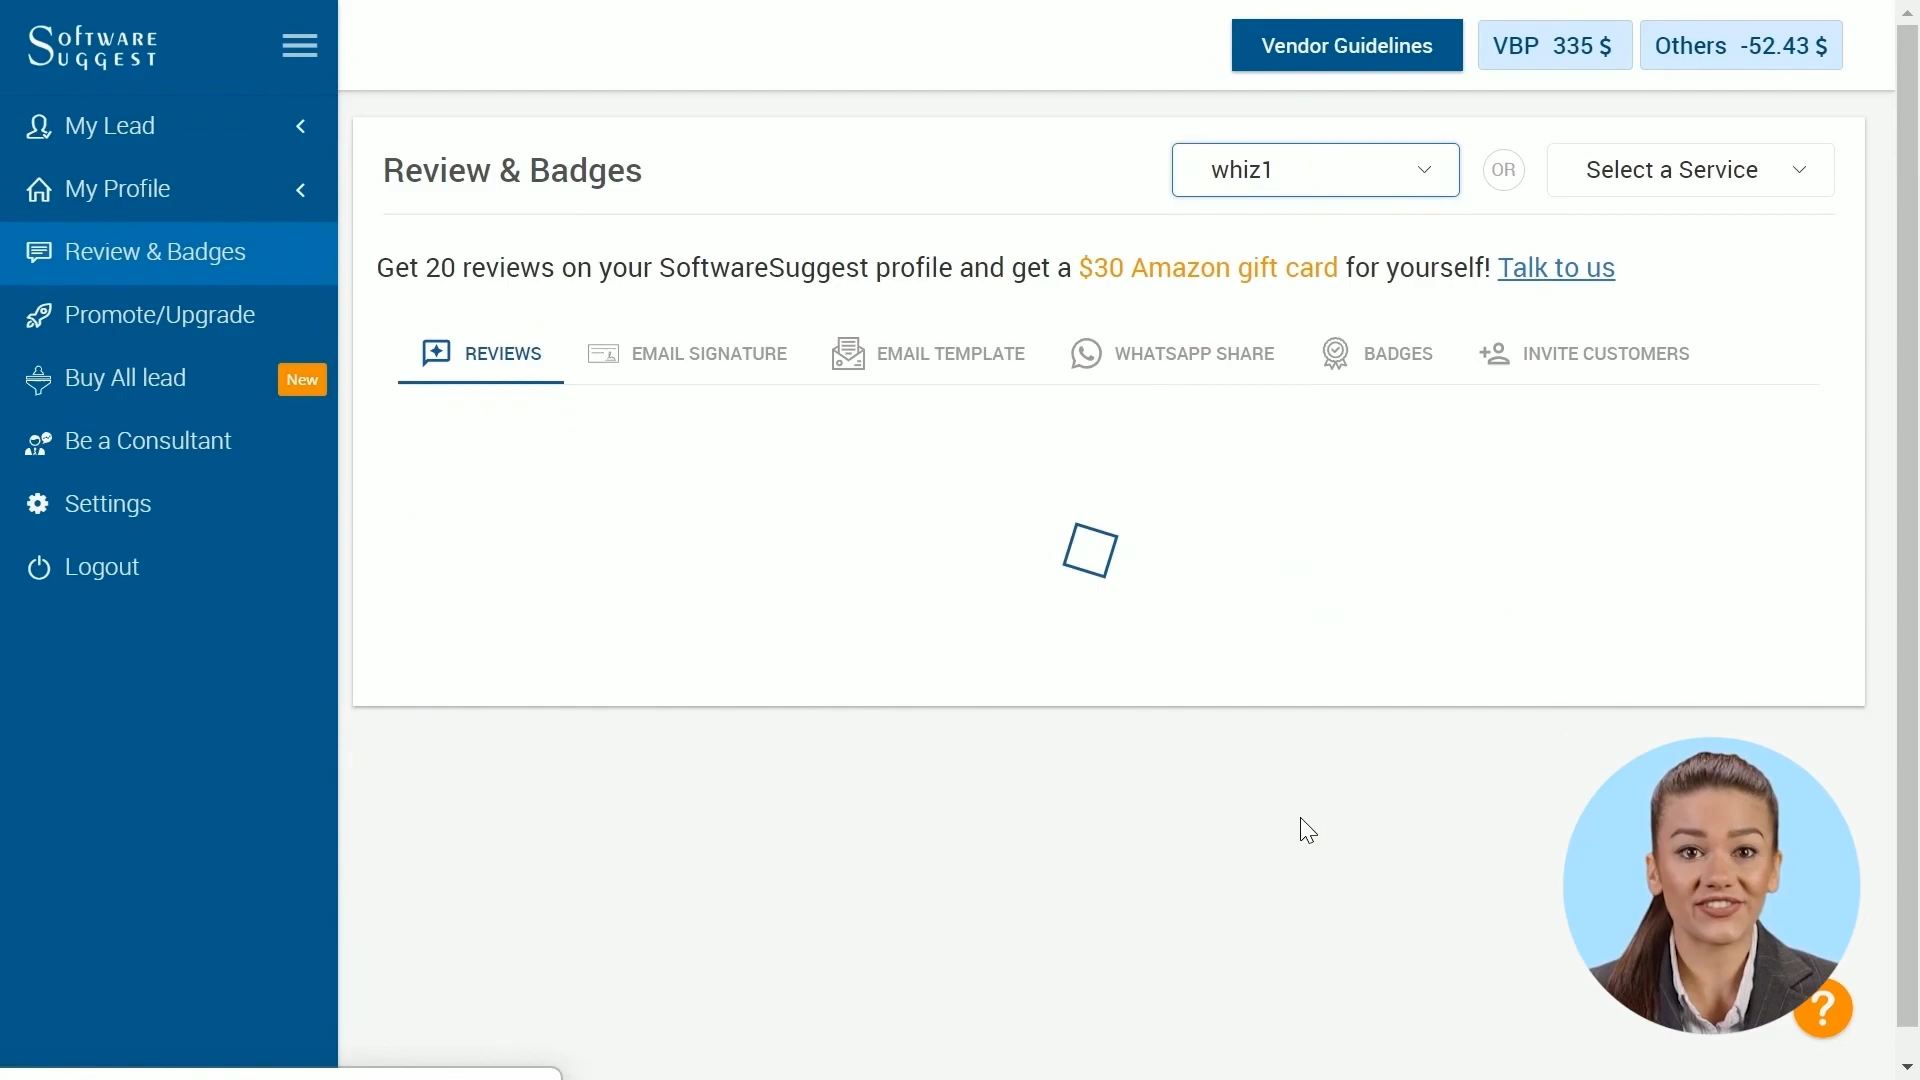 SOFTWARE
SUGGEST
Vendor Guidelines
VBP 335 $
Others -52.43 $
My Lead
My Profile
Review & Badges
Promote/Upgrade
Buy All lead
New
Be a Consultant
Settings
Logout
Review & Badges
whiz1
OR
Select a Service
Get 20 reviews on your SoftwareSuggest profile and get a $30 Amazon gift card for yourself! Talk to us
REVIEWS
EMAIL SIGNATURE
EMAIL TEMPLATE
WHATSAPP SHARE
BADGES
INVITE CUSTOMERS
?